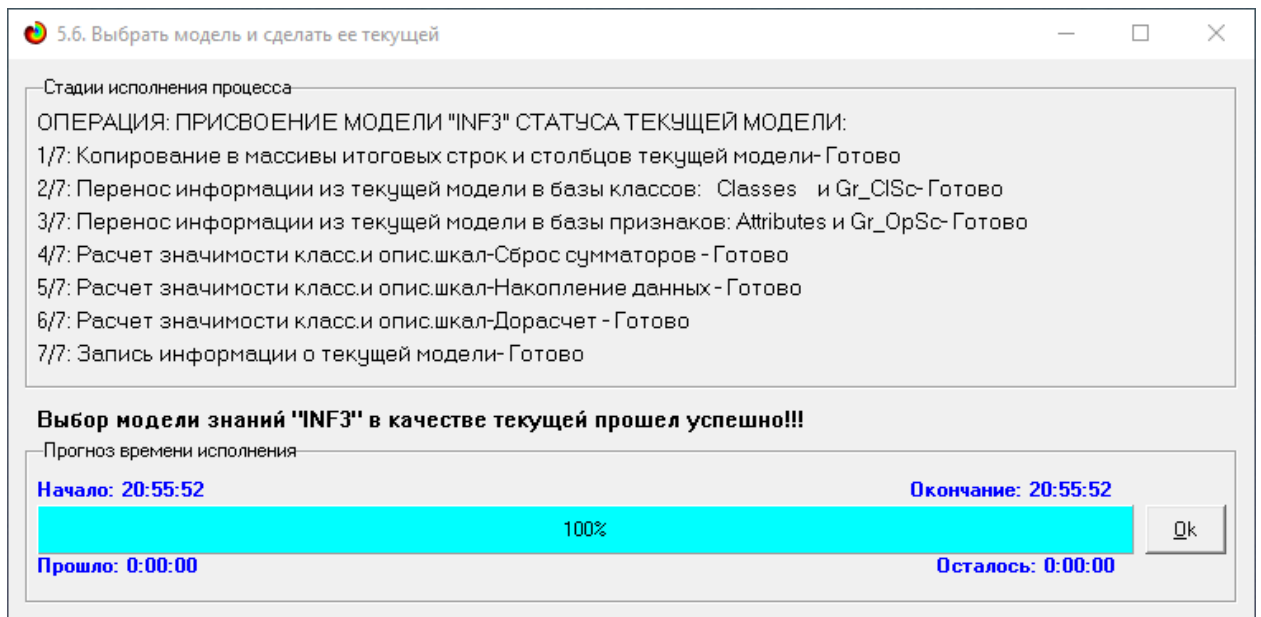 5.6. Выбрать модель и сделать ее текущей
Стадии исполнения процесса
ОПЕРАЦИЯ: ПРИСВОЕНИЕ МОДЕЛИ "INF3" СТАТУСА ТЕКУЩЕЙ МОДЕЛИ:
1/7: Копирование в массивы итоговых строк и столбцов текущей модели- Готово
2/7: Перенос информации из текущей модели в базы классов: Classes и Gr_ClSc- Готово
3/7: Перенос информации из текущей модели в базы признаков: Attributes и Gr_OpSc- Готово
4/7: Расчет значимости класс.и опис.шкал-Сброс сумматоров - Готово
5/7: Расчет значимости класс.и опис.шкал-Накопление данных - Готово
6/7: Расчет значимости класс.и опис.шкал-Дорасчет - Готово
7/7: Запись информации о текущей модели- Готово
Выбор модели знаний "INF3" в качестве текущей прошел успешно!!!
Прогноз времени исполнения
Начало: 20:55:52 Окончание: 20:55:52
100% Ok
Прошло: 0:00:00 Осталось: 0:00:00